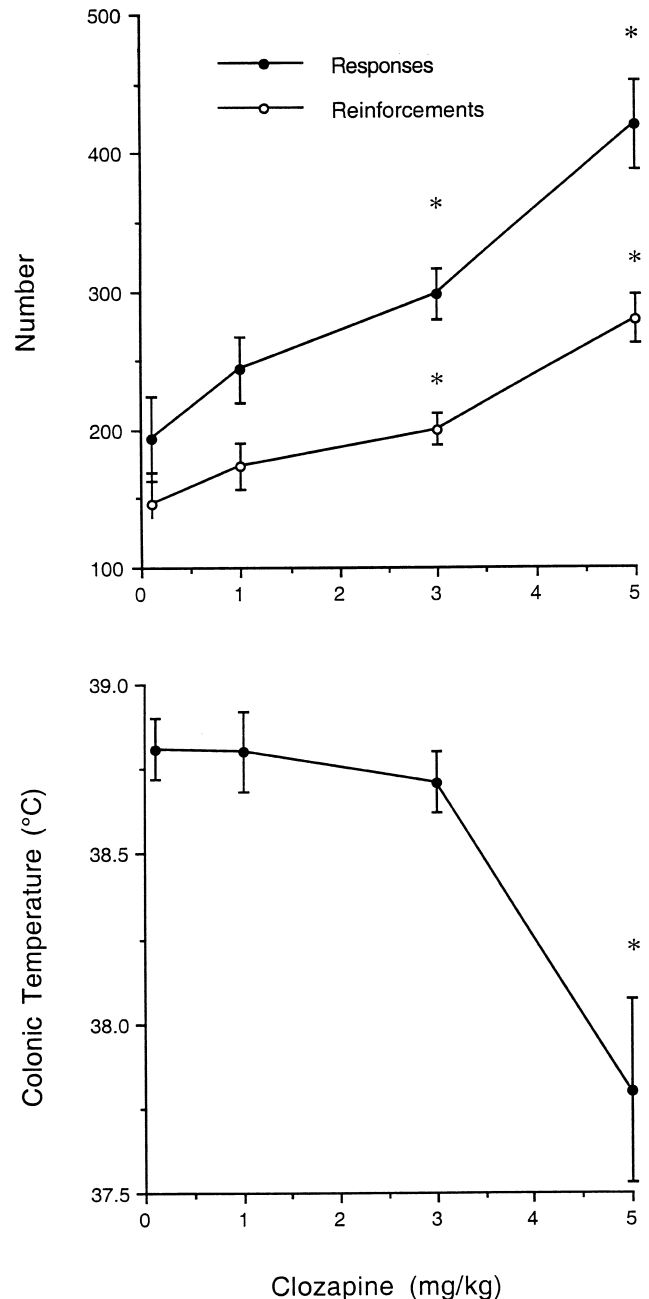 500
*
Responses
Reinforcements
400
*
*
300
*
Number
200
100
0 1 2 3 4 5
39.0
38.5
*
Colonic Temperature (°C)
38.0
37.5
0 1 2 3 4 5
Clozapine (mg/kg)